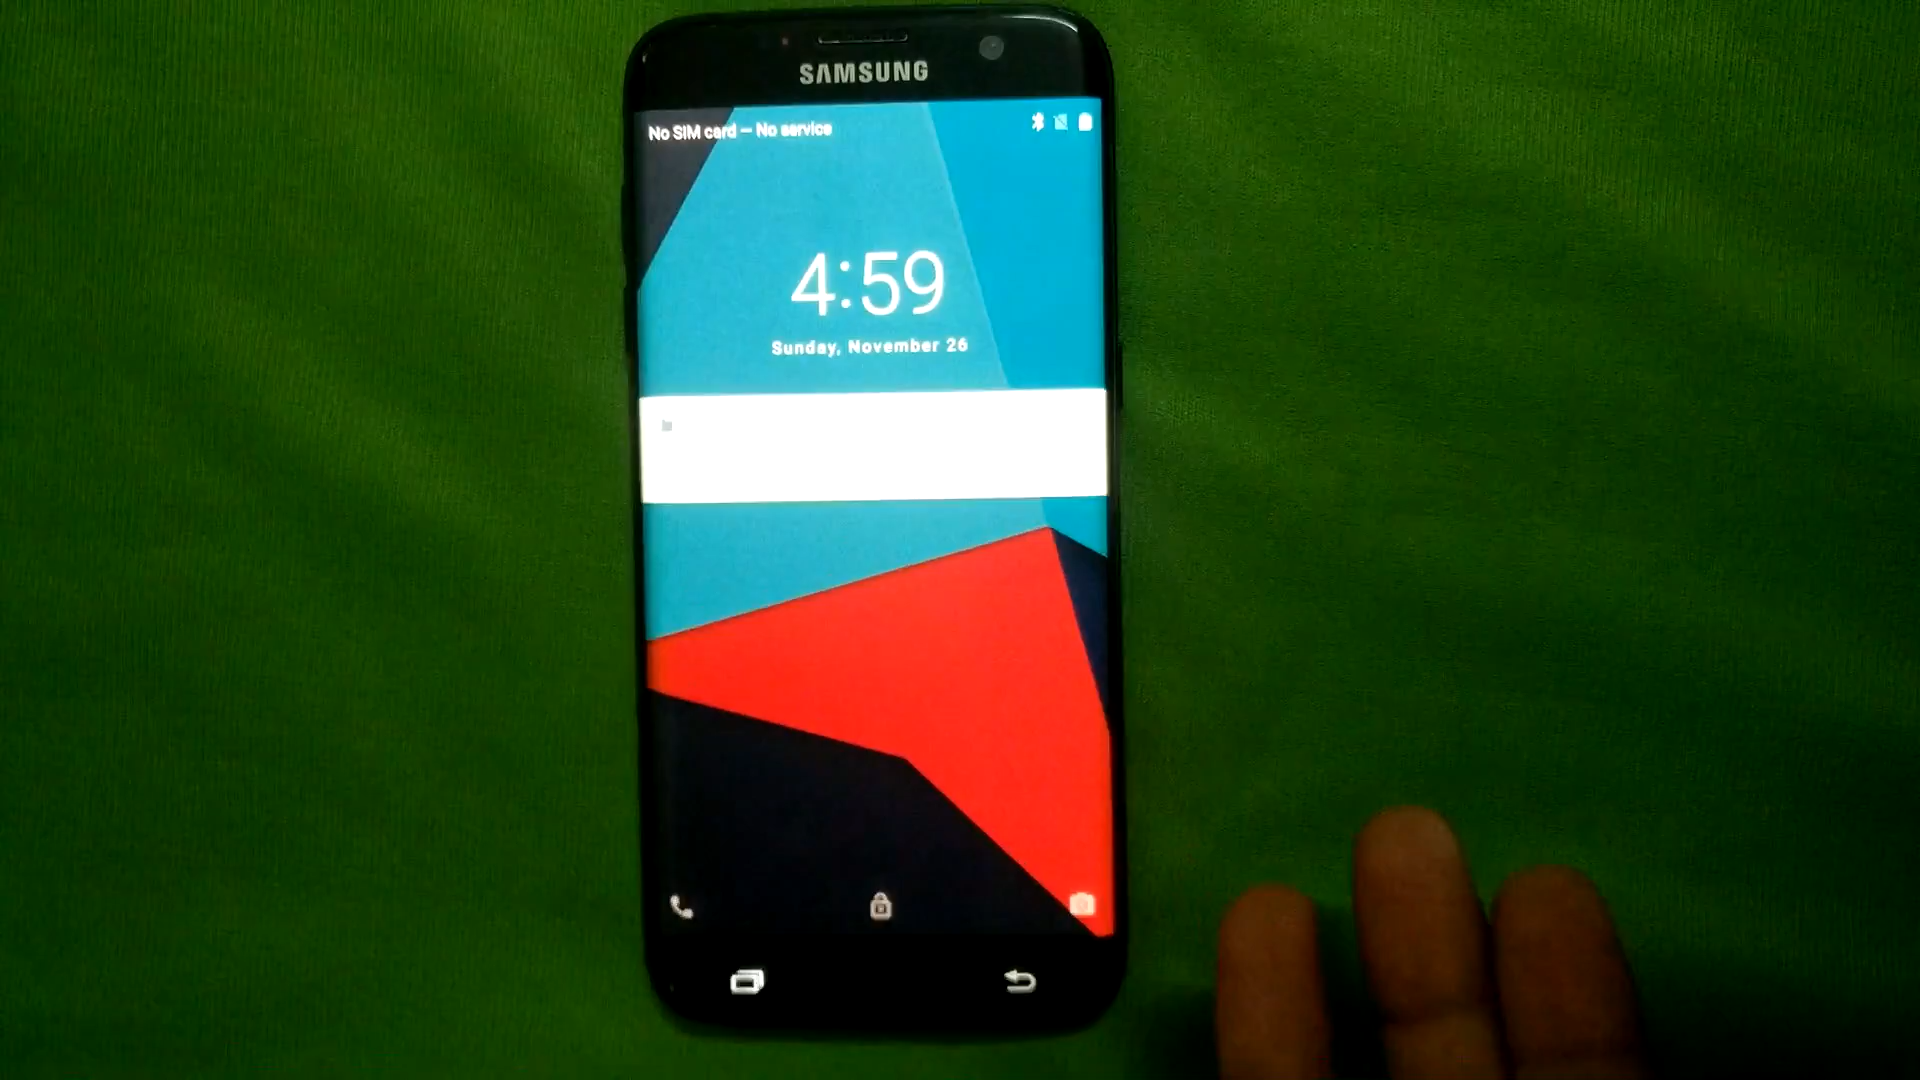 SAMSUNG
No SIM card — No service
4:59
Sunday, November 26